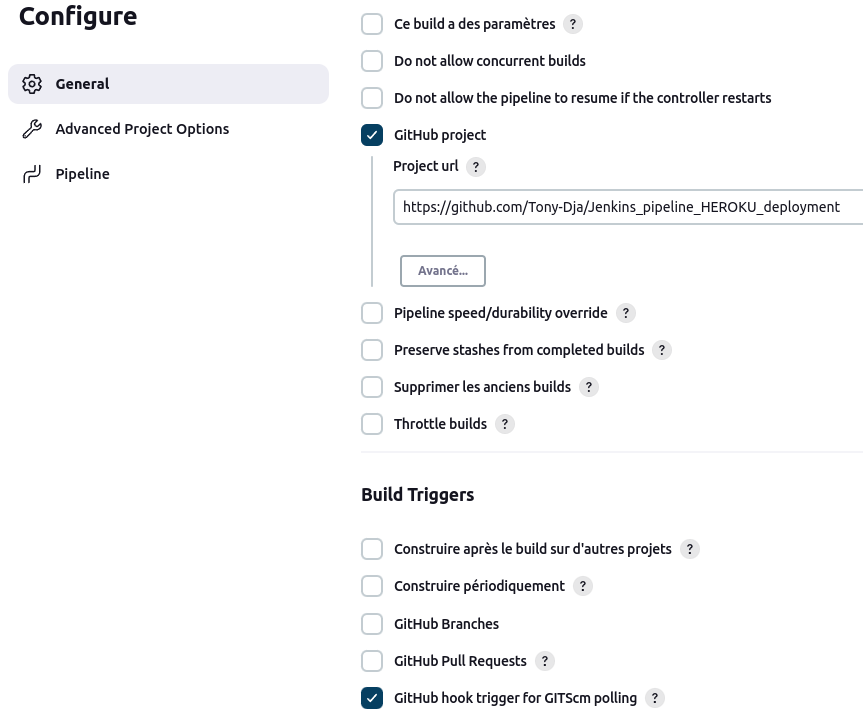 Configure
General
Advanced Project Options
Pipeline
Ce build a des paramètres ?
Do not allow concurrent builds
Do not allow the pipeline to resume if the controller restarts
GitHub project
Project url ?
https://github.com/Tony-Dja/Jenkins_pipeline_HEROKU_deployment
Avancé...
Pipeline speed/durability override ?
Preserve stashes from completed builds ?
Supprimer les anciens builds ?
Throttle builds ?
Build Triggers
Construire après le build sur d'autres projets ?
Construire périodiquement ?
GitHub Branches
GitHub Pull Requests ?
GitHub hook trigger for GITScm polling ?